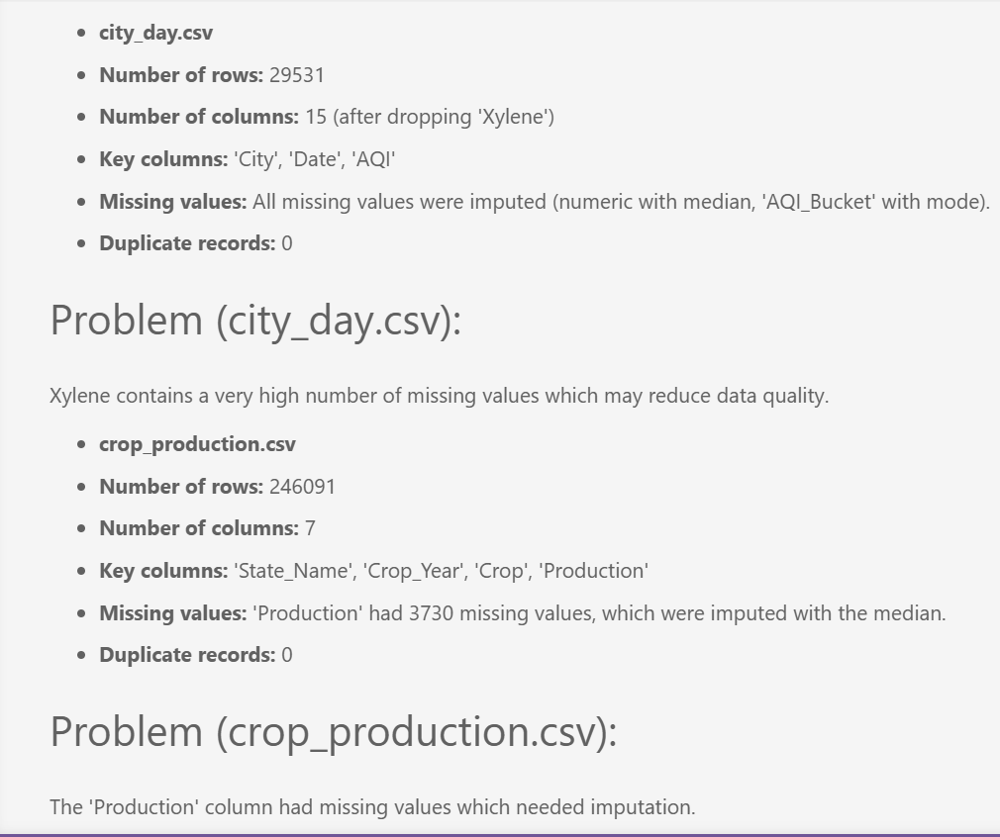 city_day.csv
Number of rows: 29531
Number of columns: 15 (after dropping 'Xylene')
Key columns: 'City', 'Date', 'AQI'
Missing values: All missing values were imputed (numeric with median, 'AQI_Bucket' with mode).
Duplicate records: 0
Problem (city_day.csv):
Xylene contains a very high number of missing values which may reduce data quality.
crop_production.csv
Number of rows: 246091
Number of columns: 7
Key columns: 'State_Name', 'Crop_Year', 'Crop', 'Production'
Missing values: 'Production' had 3730 missing values, which were imputed with the median.
Duplicate records: 0
Problem (crop_production.csv):
The 'Production' column had missing values which needed imputation.